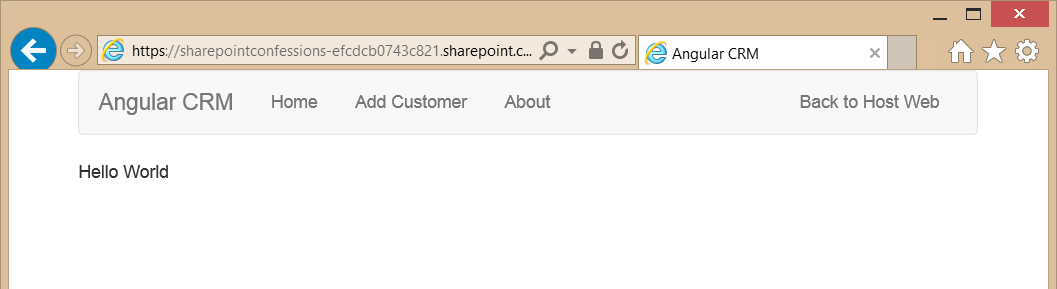 https://sharepointconfessions-efcdcb0743c821.sharepoint.c... Angular CRM
Angular CRM Home Add Customer About Back to Host Web
Hello World